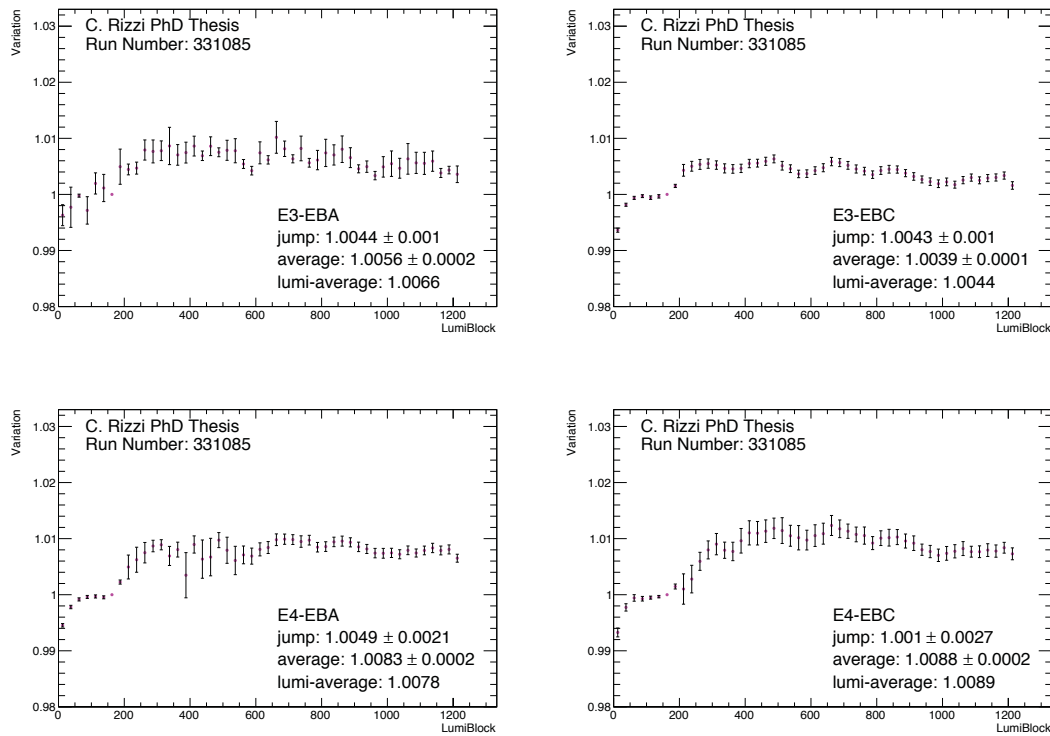 Variation
1.03
1.02
1.01
1
0.99
0.98
C. Rizzi PhD Thesis
Run Number: 331085
E3-EBA
jump: 1.0044 ± 0.001
average: 1.0056 ± 0.0002
lumi-average: 1.0066
0 200 400 600 800 1000 1200
LumiBlock
Variation
1.03
1.02
1.01
1
0.99
0.98
C. Rizzi PhD Thesis
Run Number: 331085
E3-EBC
jump: 1.0043 ± 0.001
average: 1.0039 ± 0.0001
lumi-average: 1.0044
0 200 400 600 800 1000 1200
LumiBlock
Variation
1.03
1.02
1.01
1
0.99
0.98
C. Rizzi PhD Thesis
Run Number: 331085
E4-EBA
jump: 1.0049 ± 0.0021
average: 1.0083 ± 0.0002
lumi-average: 1.0078
0 200 400 600 800 1000 1200
LumiBlock
Variation
1.03
1.02
1.01
1
0.99
0.98
C. Rizzi PhD Thesis
Run Number: 331085
E4-EBC
jump: 1.001 ± 0.0027
average: 1.0088 ± 0.0002
lumi-average: 1.0089
0 200 400 600 800 1000 1200
LumiBlock